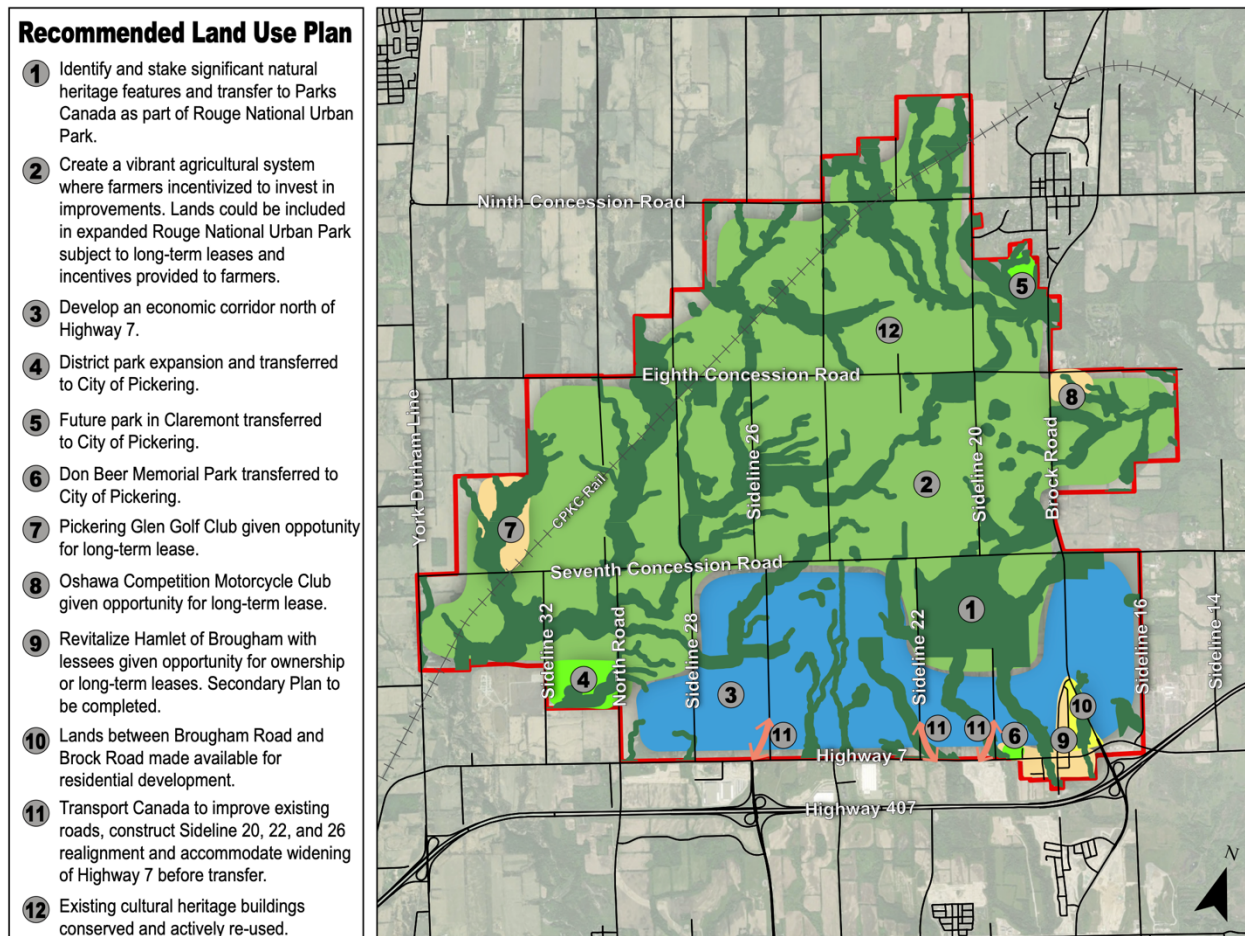 Recommended Land Use Plan
1 Identify and stake significant natural
heritage features and transfer to Parks
Canada as part of Rouge National Urban
Park.
2 Create a vibrant agricultural system
where farmers incentivized to invest in
improvements. Lands could be included
in expanded Rouge National Urban Park
subject to long-term leases and
incentives provided to farmers.
3 Develop an economic corridor north of
Highway 7.
4 District park expansion and transferred
to City of Pickering.
5 Future park in Claremont transferred
to City of Pickering.
6 Don Beer Memorial Park transferred to
City of Pickering.
7 Pickering Glen Golf Club given oppotunity
for long-term lease.
8 Oshawa Competition Motorcycle Club
given opportunity for long-term lease.
9 Revitalize Hamlet of Brougham with
lessees given opportunity for ownership
or long-term leases. Secondary Plan to
be completed.
10 Lands between Brougham Road and
Brock Road made available for
residential development.
11 Transport Canada to improve existing
roads, construct Sideline 20, 22, and 26
realignment and accommodate widening
of Highway 7 before transfer.
12 Existing cultural heritage buildings
conserved and actively re-used.
Ninth Concession Road
5
12
Eighth Concession Road
8
York Durham Line
Sideline 26
Sideline 20
Brock Road
2
CPKC Rail
7
Seventh Concession Road
1
Sideline 32
North Road
Sideline 28
Sideline 22
Sideline 16
Sideline 14
4
3
10
11
11
11
6
9
Highway 7
Highway 407
N